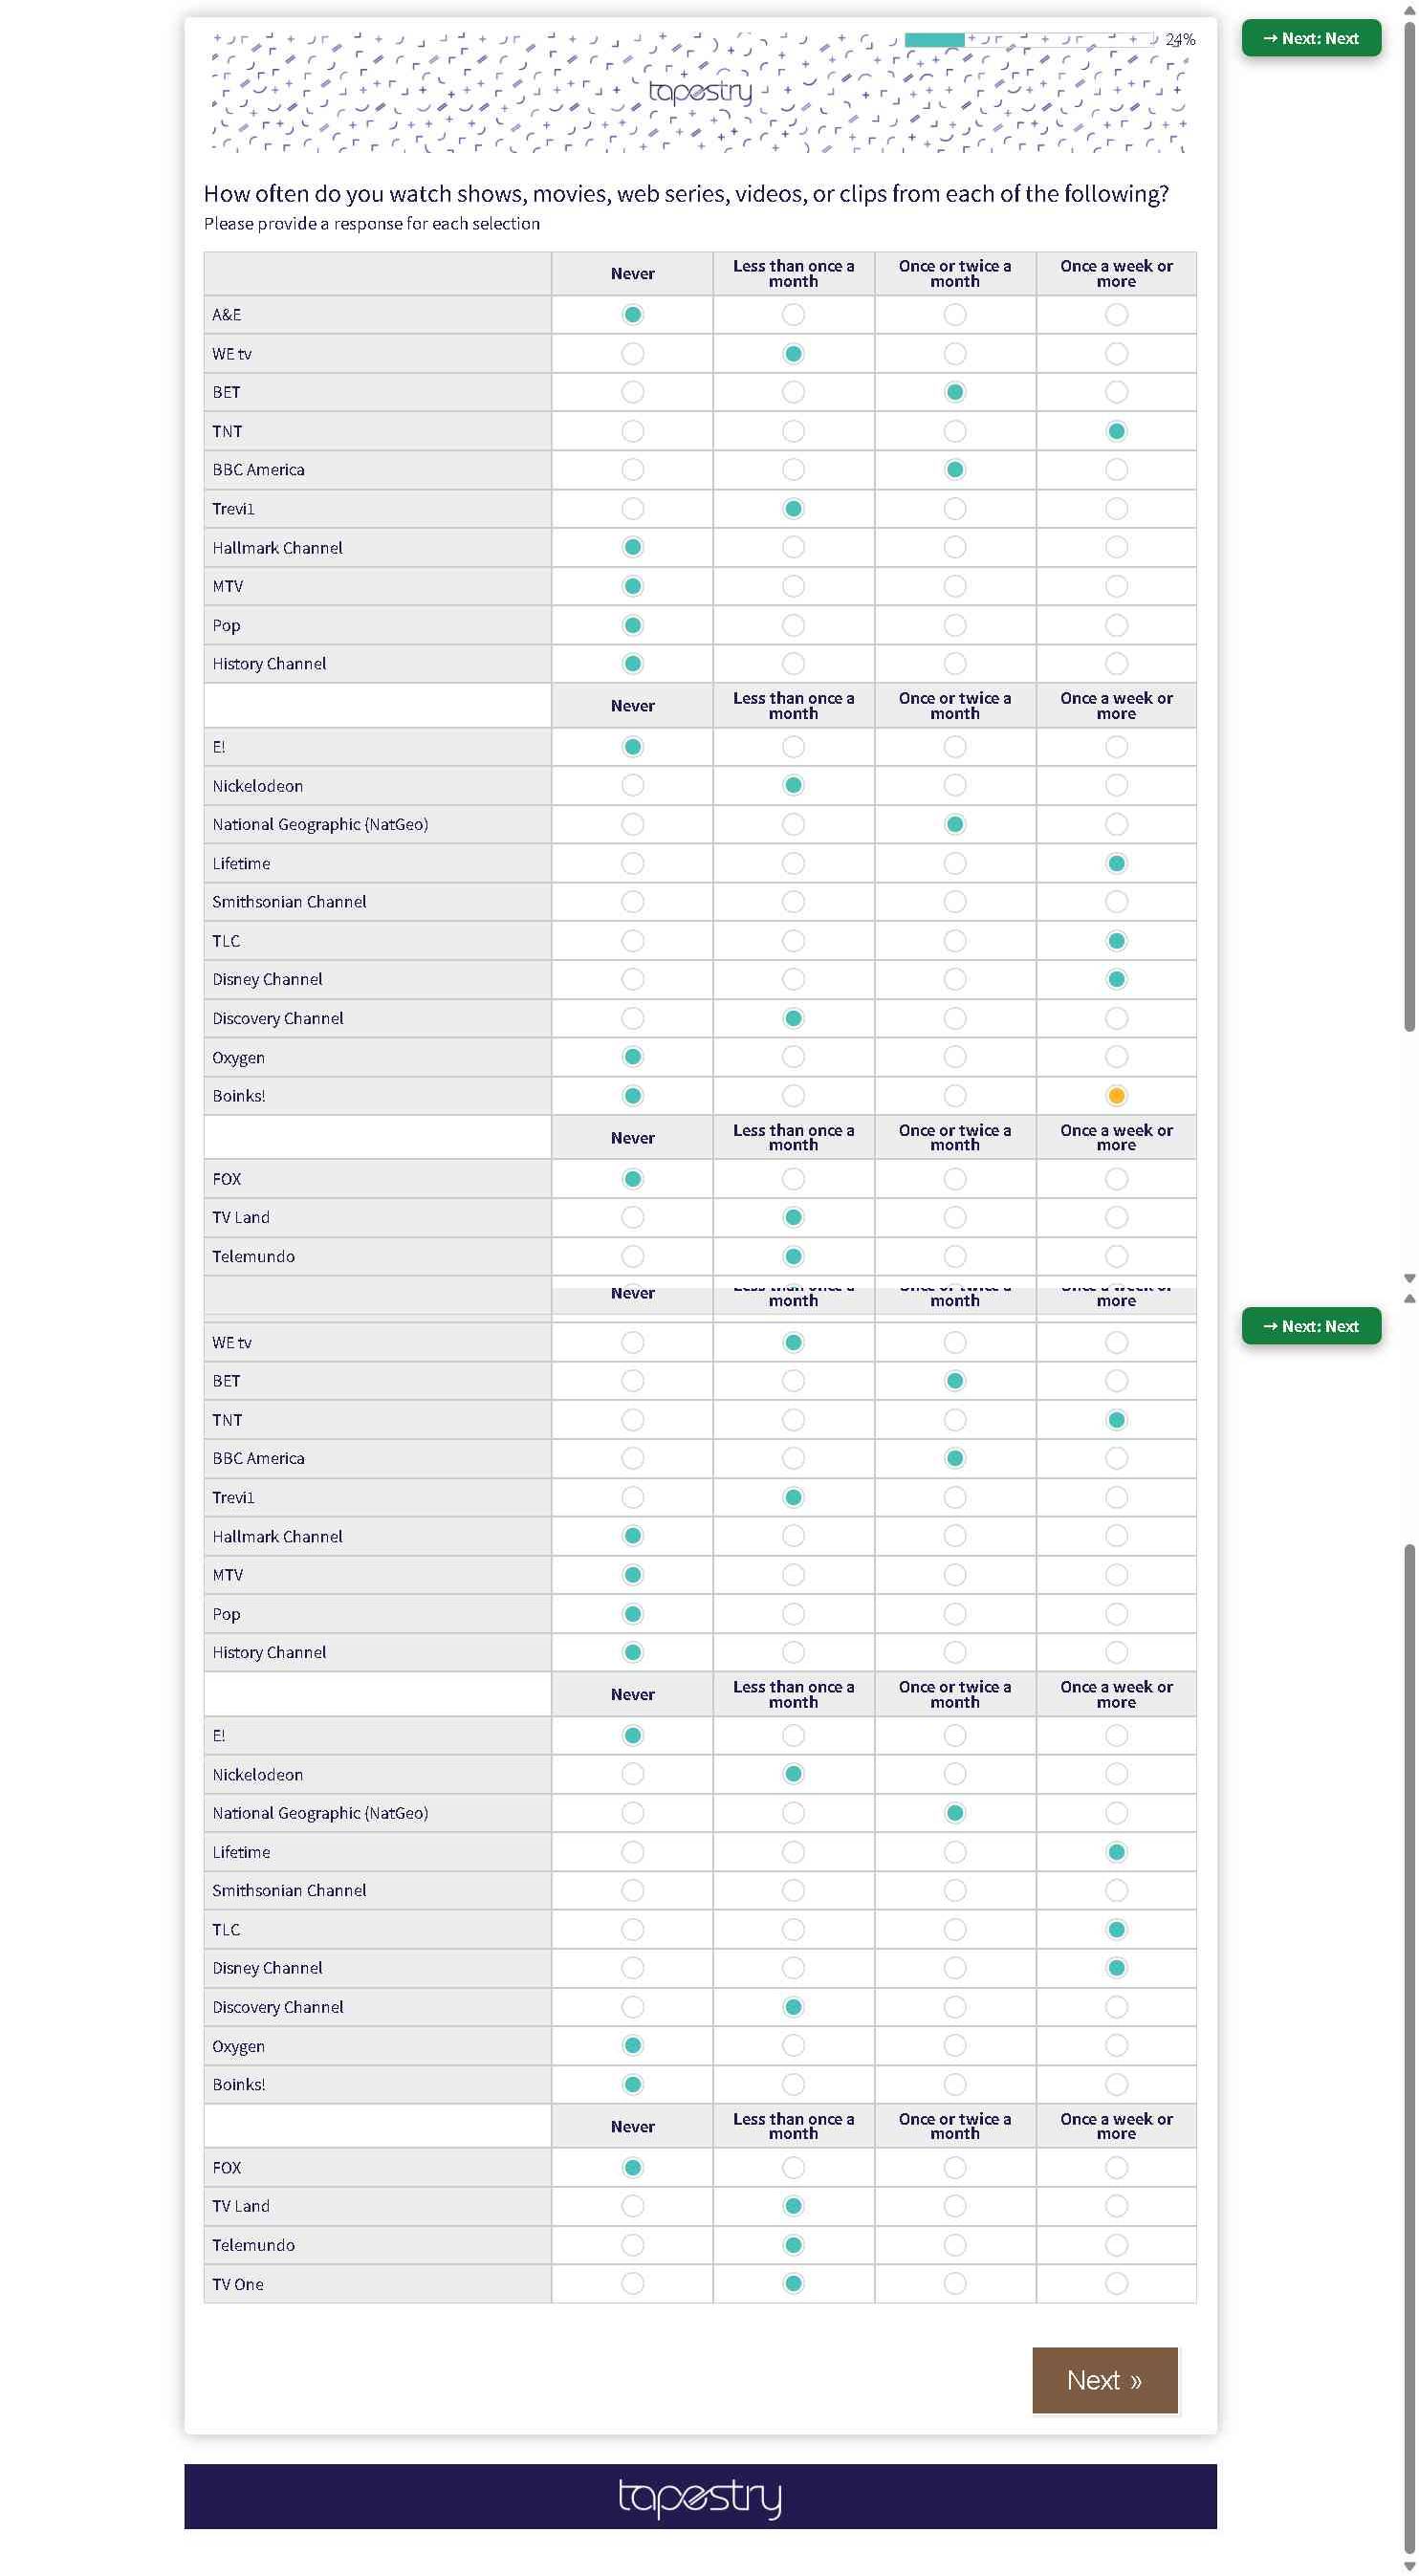 24%
→ Next: Next
tapestry
How often do you watch shows, movies, web series, videos, or clips from each of the following?
Please provide a response for each selection
Never Less than once a month Once or twice a month Once a week or more
A&E
WE tv
BET
TNT
BBC America
Trevi1
Hallmark Channel
MTV
Pop
History Channel
Never Less than once a month Once or twice a month Once a week or more
E!
Nickelodeon
National Geographic (NatGeo)
Lifetime
Smithsonian Channel
TLC
Disney Channel
Discovery Channel
Oxygen
Boinks!
Never Less than once a month Once or twice a month Once a week or more
FOX
TV Land
Telemundo
Never month month more
→ Next: Next
WE tv
BET
TNT
BBC America
Trevi1
Hallmark Channel
MTV
Pop
History Channel
Never Less than once a month Once or twice a month Once a week or more
E!
Nickelodeon
National Geographic (NatGeo)
Lifetime
Smithsonian Channel
TLC
Disney Channel
Discovery Channel
Oxygen
Boinks!
Never Less than once a month Once or twice a month Once a week or more
FOX
TV Land
Telemundo
TV One
Next »
tapestry